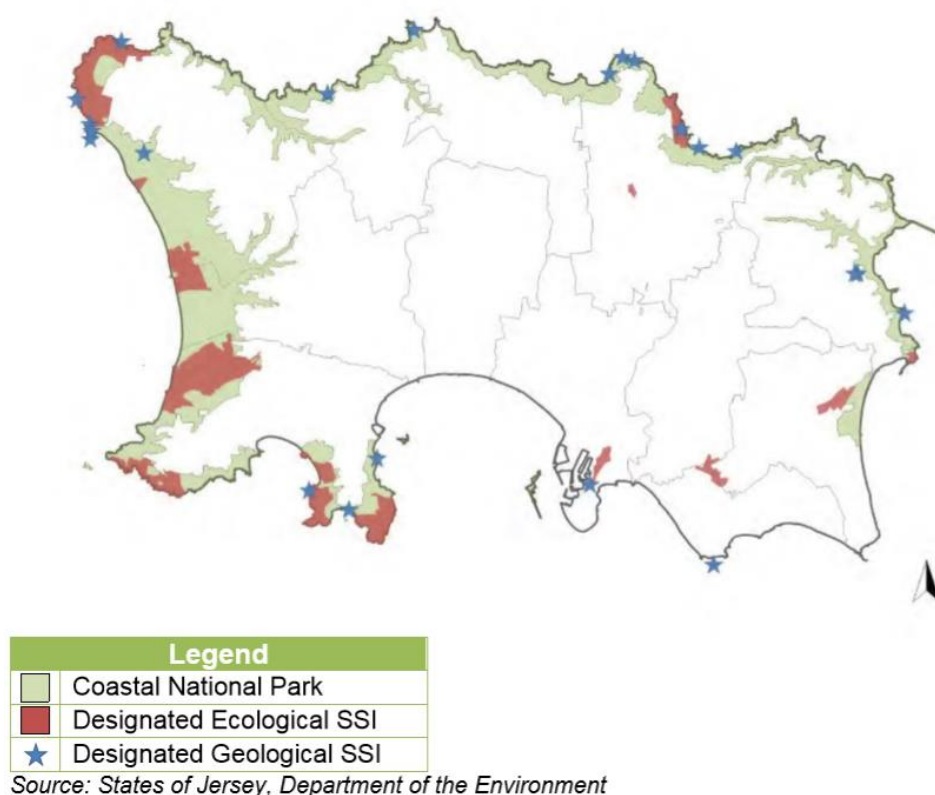 Legend
Coastal National Park
Designated Ecological SSI
Designated Geological SSI
Source: States of Jersey, Department of the Environment